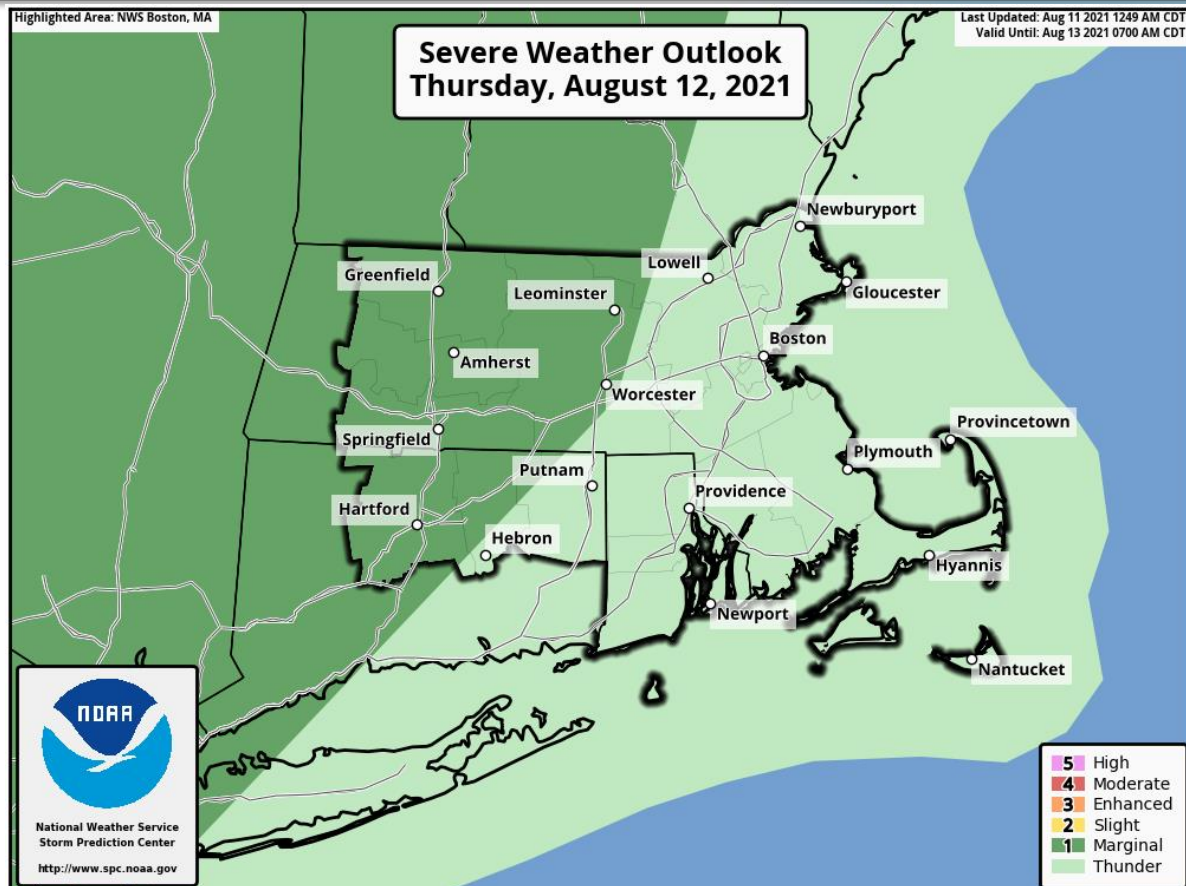 Highlighted Area: NWS Boston, MA
Last Updated: Aug 11 2021 1249 AM CDT
Valid Until: Aug 13 2021 0700 AM CDT
Severe Weather Outlook
Thursday, August 12, 2021
Newburyport
Lowell
Greenfield
Leominster
Gloucester
Boston
Amherst
Worcester
Provincetown
Springfield
Plymouth
Putnam
Providence
Hartford
Hebron
Hyannis
Newport
Nantucket
NOAA
National Weather Service
Storm Prediction Center
http://www.spc.noaa.gov
5 High
4 Moderate
3 Enhanced
2 Slight
1 Marginal
Thunder